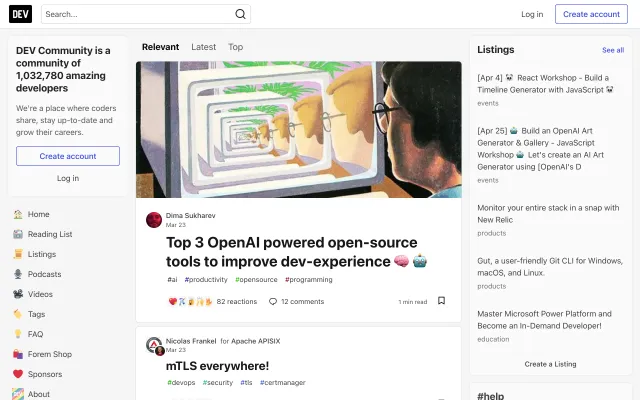 DEV
Search...
Log in
Create account
DEV Community is a
community of
1,032,780 amazing
developers
We're a place where coders
share, stay up-to-date and
grow their careers.
Create account
Log in
Home
Reading List
Listings
Podcasts
Videos
Tags
FAQ
Forem Shop
Sponsors
About
Relevant
Latest
Top
Dima Sukharev
Mar 23
Top 3 OpenAI powered open-source
tools to improve dev-experience 🧠 🤖
#ai #productivity #opensource #programming
82 reactions
12 comments
1 min read
Nicolas Frankel for Apache APISIX
Mar 23
mTLS everywhere!
#devops #security #tls #certmanager
Listings
See all
[Apr 4] 🐼 React Workshop - Build a
Timeline Generator with JavaScript 🐼
events
[Apr 25] 🤖 Build an OpenAI Art
Generator & Gallery - JavaScript
Workshop 🤖 Let's create an AI Art
Generator using [OpenAI's D
events
Monitor your entire stack in a snap with
New Relic
products
Gut, a user-friendly Git CLI for Windows,
macOS, and Linux.
products
Master Microsoft Power Platform and
Become an In-Demand Developer!
education
Create a Listing
#help